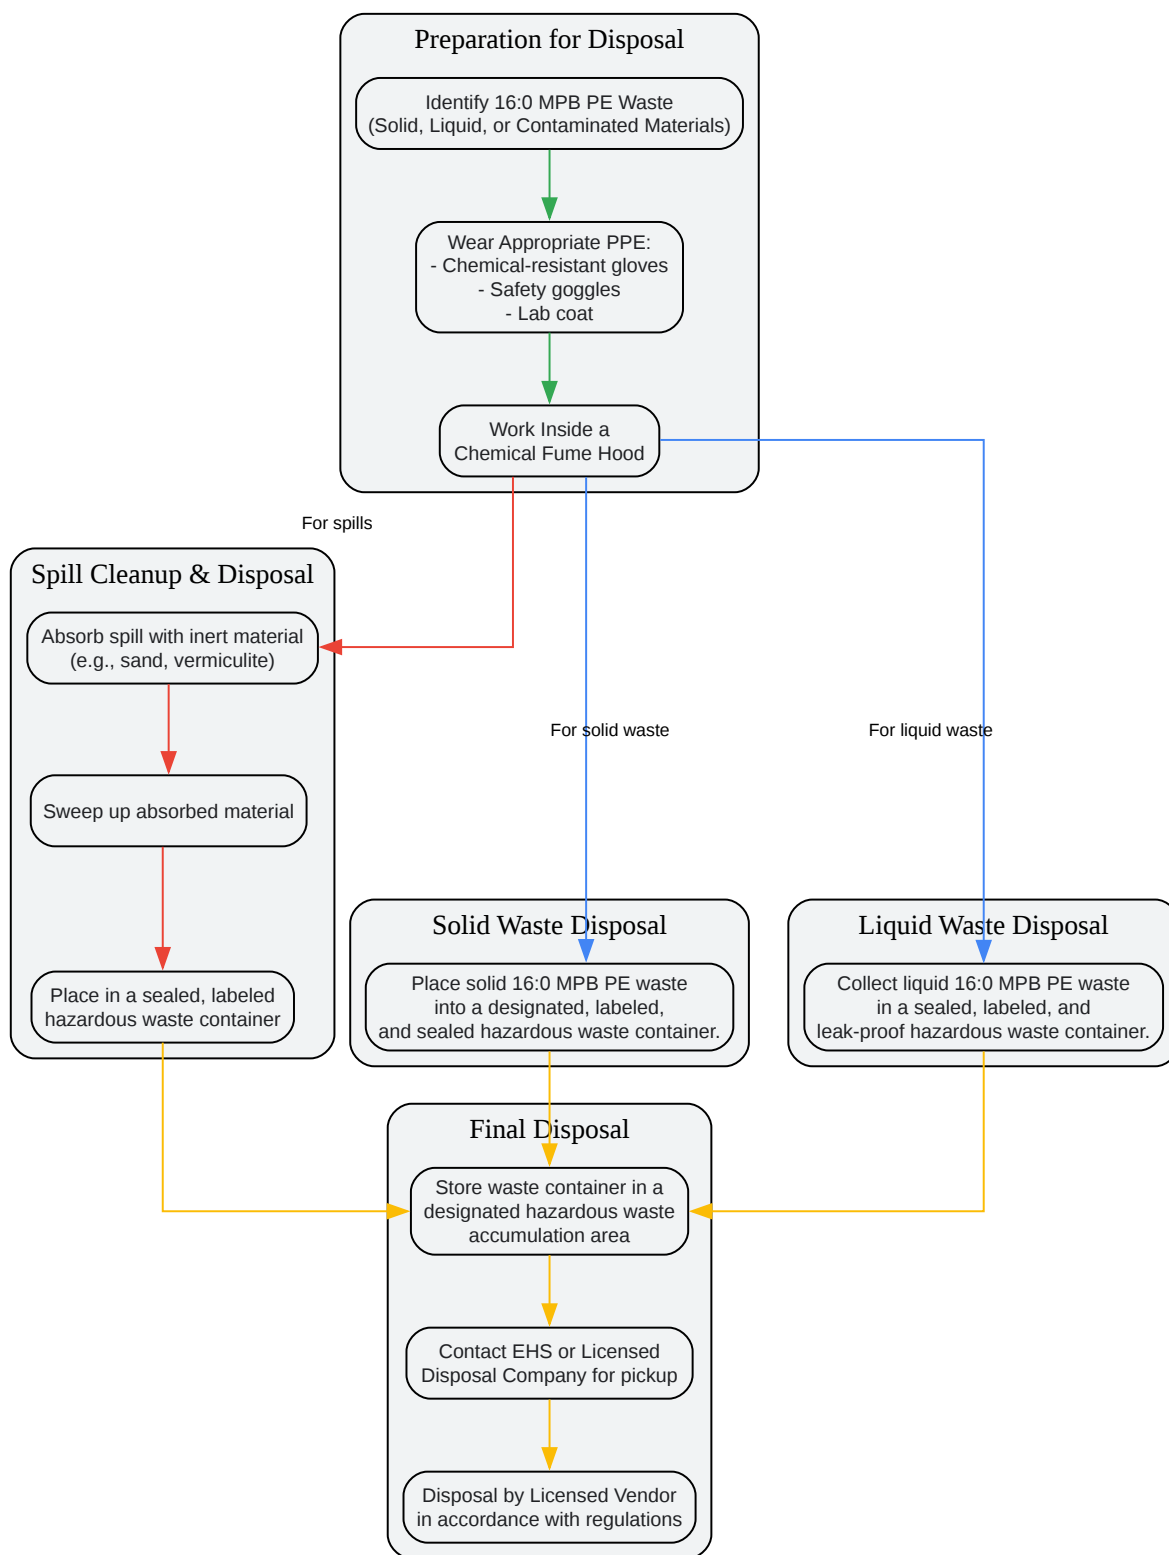 Preparation for Disposal
Identify 16:0 MPB PE Waste
(Solid, Liquid, or Contaminated Materials)
Wear Appropriate PPE:
- Chemical-resistant gloves
- Safety goggles
- Lab coat
Work Inside a
Chemical Fume Hood
For spills
Spill Cleanup & Disposal
Absorb spill with inert material
(e.g., sand, vermiculite)
For solid waste
For liquid waste
Sweep up absorbed material
Place in a sealed, labeled
hazardous waste container
Solid Waste Disposal
Place solid 16:0 MPB PE waste
into a designated, labeled,
and sealed hazardous waste container.
Liquid Waste Disposal
Collect liquid 16:0 MPB PE waste
in a sealed, labeled, and
leak-proof hazardous waste container.
Final Disposal
Store waste container in a
designated hazardous waste
accumulation area
Contact EHS or Licensed
Disposal Company for pickup
Disposal by Licensed Vendor
in accordance with regulations